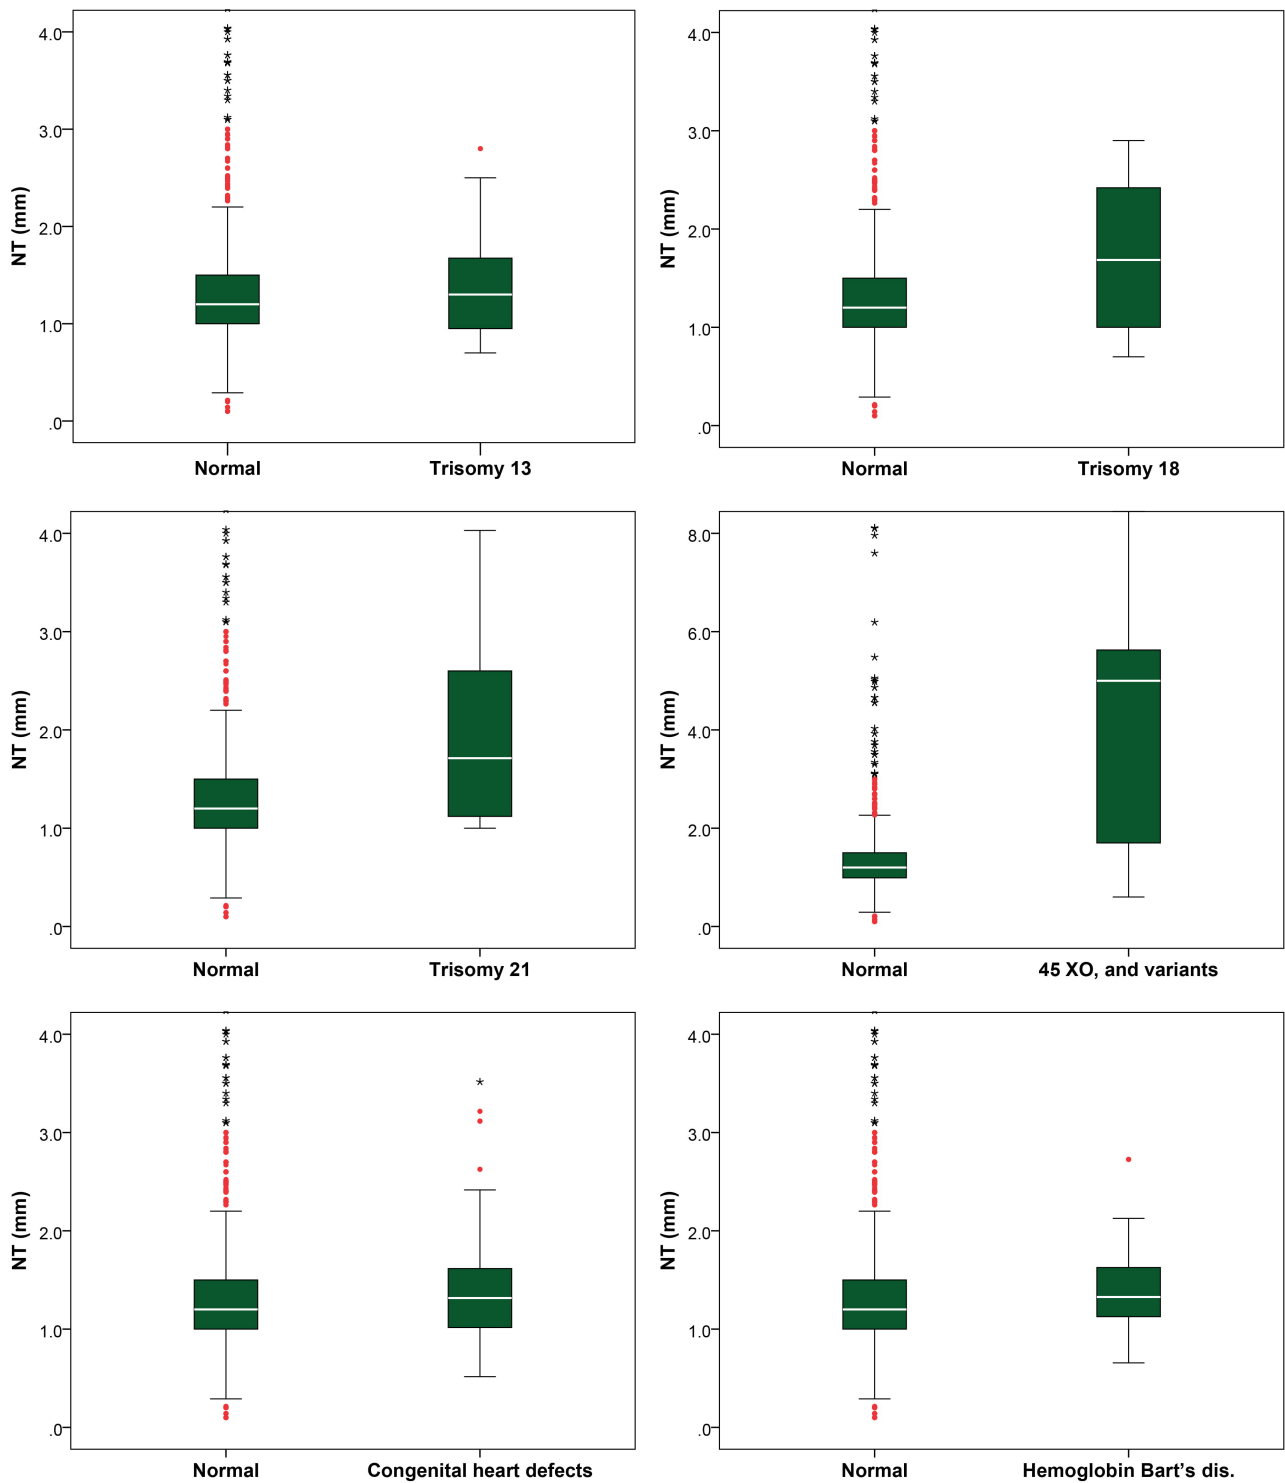 4.0
3.0
2.0
1.0
.0
NT (mm)
Normal
Trisomy 13
4.0
3.0
2.0
1.0
.0
NT (mm)
Normal
Trisomy 18
4.0
3.0
2.0
1.0
.0
NT (mm)
Normal
Trisomy 21
8.0
6.0
4.0
2.0
.0
NT (mm)
Normal
45 XO, and variants
4.0
3.0
2.0
1.0
.0
NT (mm)
Normal
Congenital heart defects
4.0
3.0
2.0
1.0
.0
NT (mm)
Normal
Hemoglobin Bart's dis.